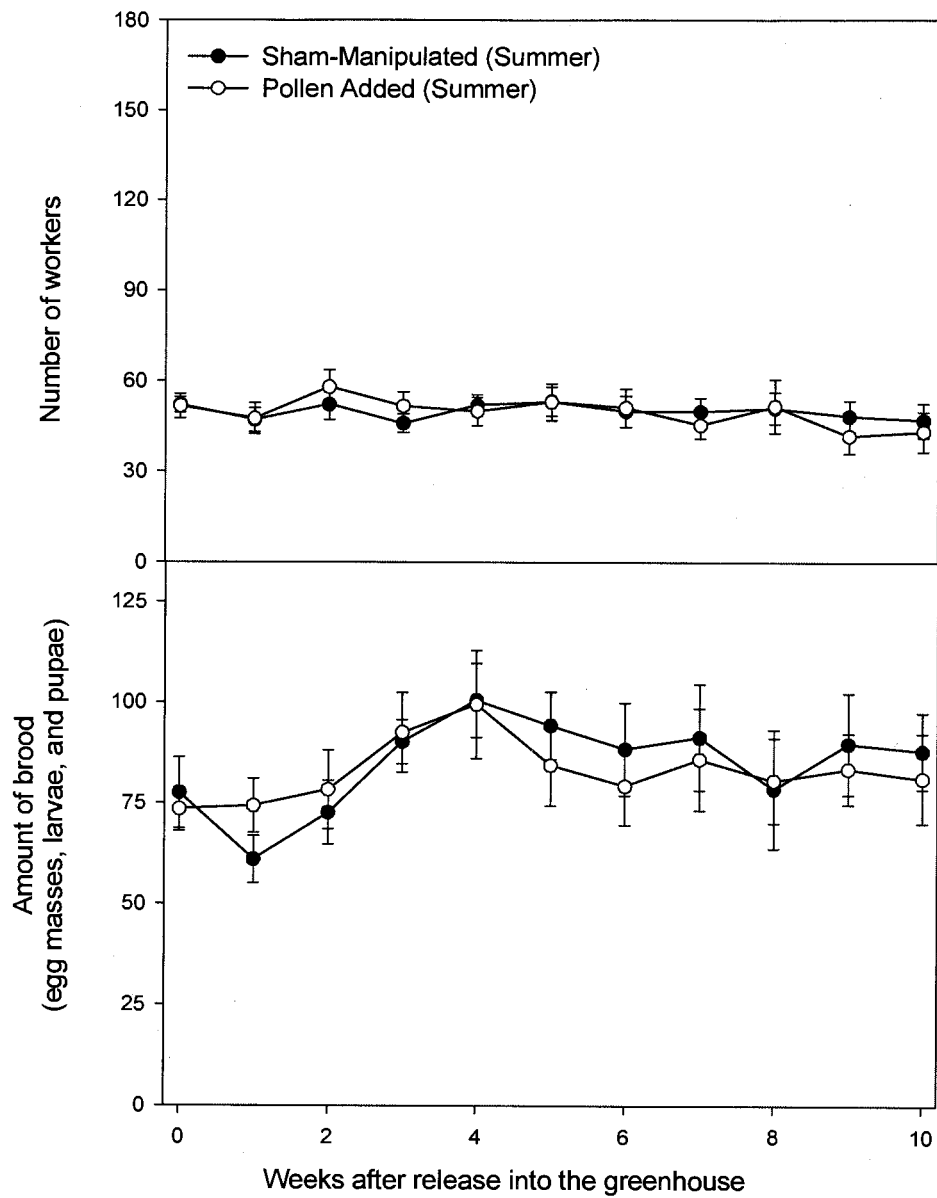 180
Sham-Manipulated (Summer)
Pollen Added (Summer)
150
120
90
60
30
0
Number of workers
125
100
75
50
25
0
Amount of brood
(egg masses, larvae, and pupae)
0 2 4 6 8 10
Weeks after release into the greenhouse